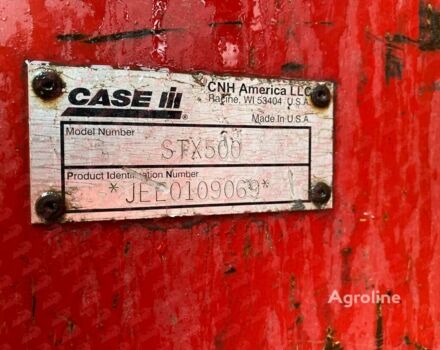 CASE IH
CNH America LLC
Racine, WI 53404 U.S.A.
Made In U.S.A.
Model Number
STX500
Product Identification Number
*JEE0109069*
Agroline